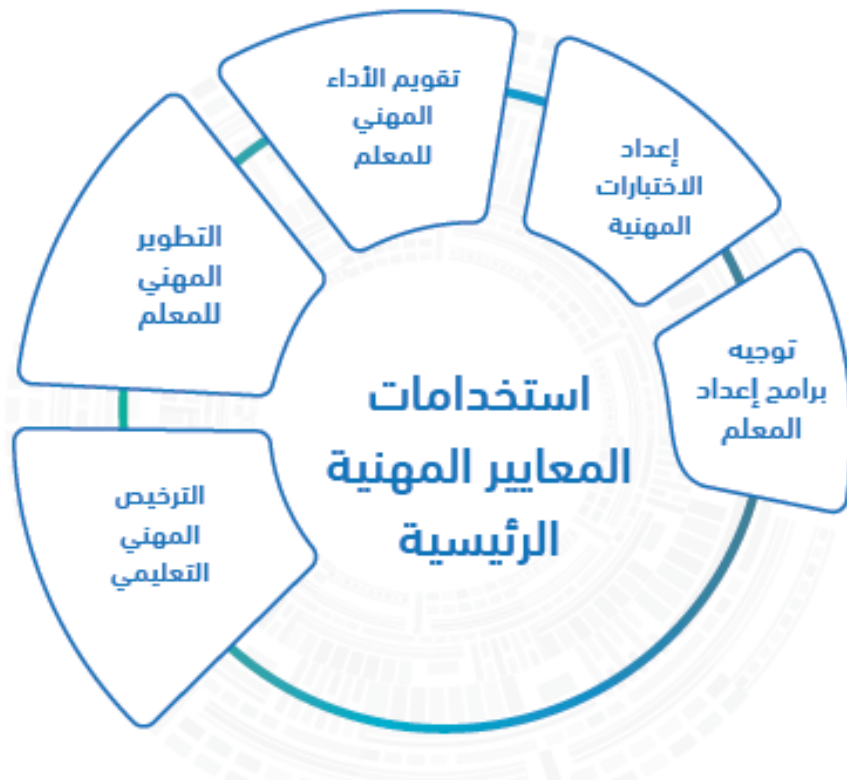 استخدامات
المعايير المهنية
الرئيسية
توجيه
برامج إعداد
المعلم
إعداد
الاختبارات
المهنية
تقويم الأداء
المهني
للمعلم
التطوير
المهني
للمعلم
الترخيص
المهني
التعليمي